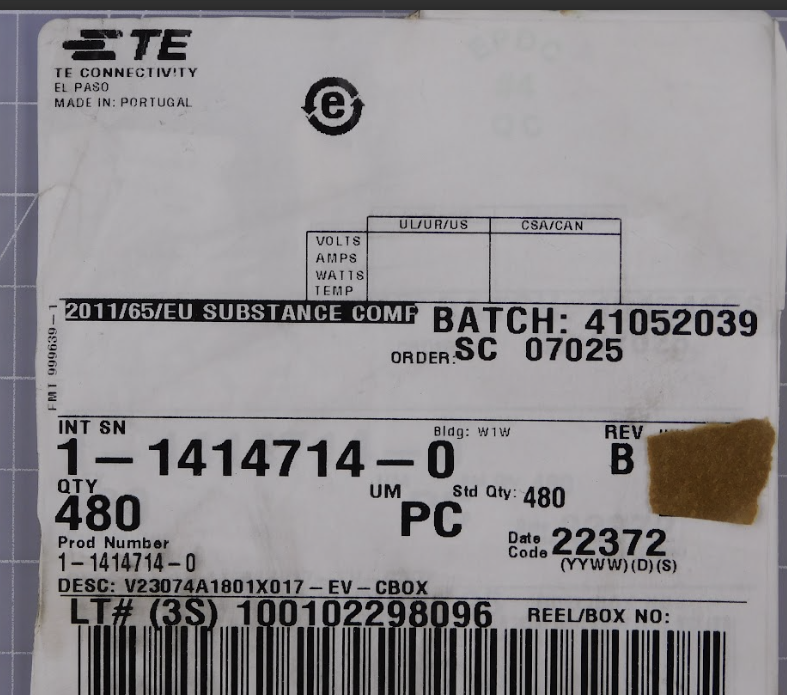 TE
TE CONNECTIVITY
EL PASO
MADE IN: PORTUGAL
e
UL/UR/US CSA/CAN
VOLTS
AMPS
WATTS
TEMP
2011/65/EU SUBSTANCE COMP
BATCH: 41052039
ORDER: SC 07025
FMT 999639-1
INT SN Bldg: W1W REV
1-1414714-0 B
QTY UM Std Qty: 480
480 PC
Prod Number Date Code 22372
1-1414714-0 (YYWW)(D)(S)
DESC: V23074A1801X017-EV-CBOX
LT# (3S) 100102298096 REEL/BOX NO: